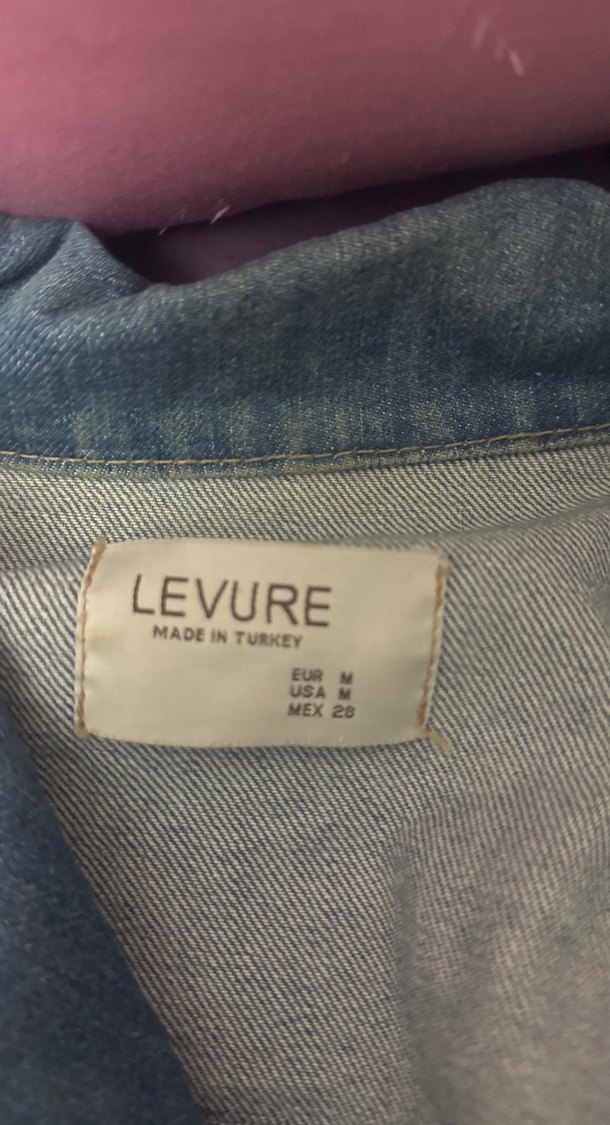 LEVURE
MADE IN TURKEY
EUR M
USA M
MEX 28